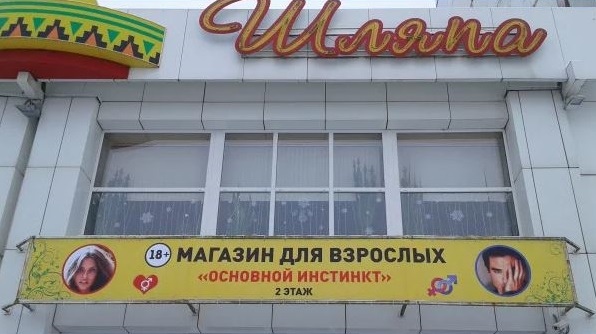 Шляпа
18+ МАГАЗИН ДЛЯ ВЗРОСЛЫХ
«ОСНОВНОЙ ИНСТИНКТ»
2 ЭТАЖ